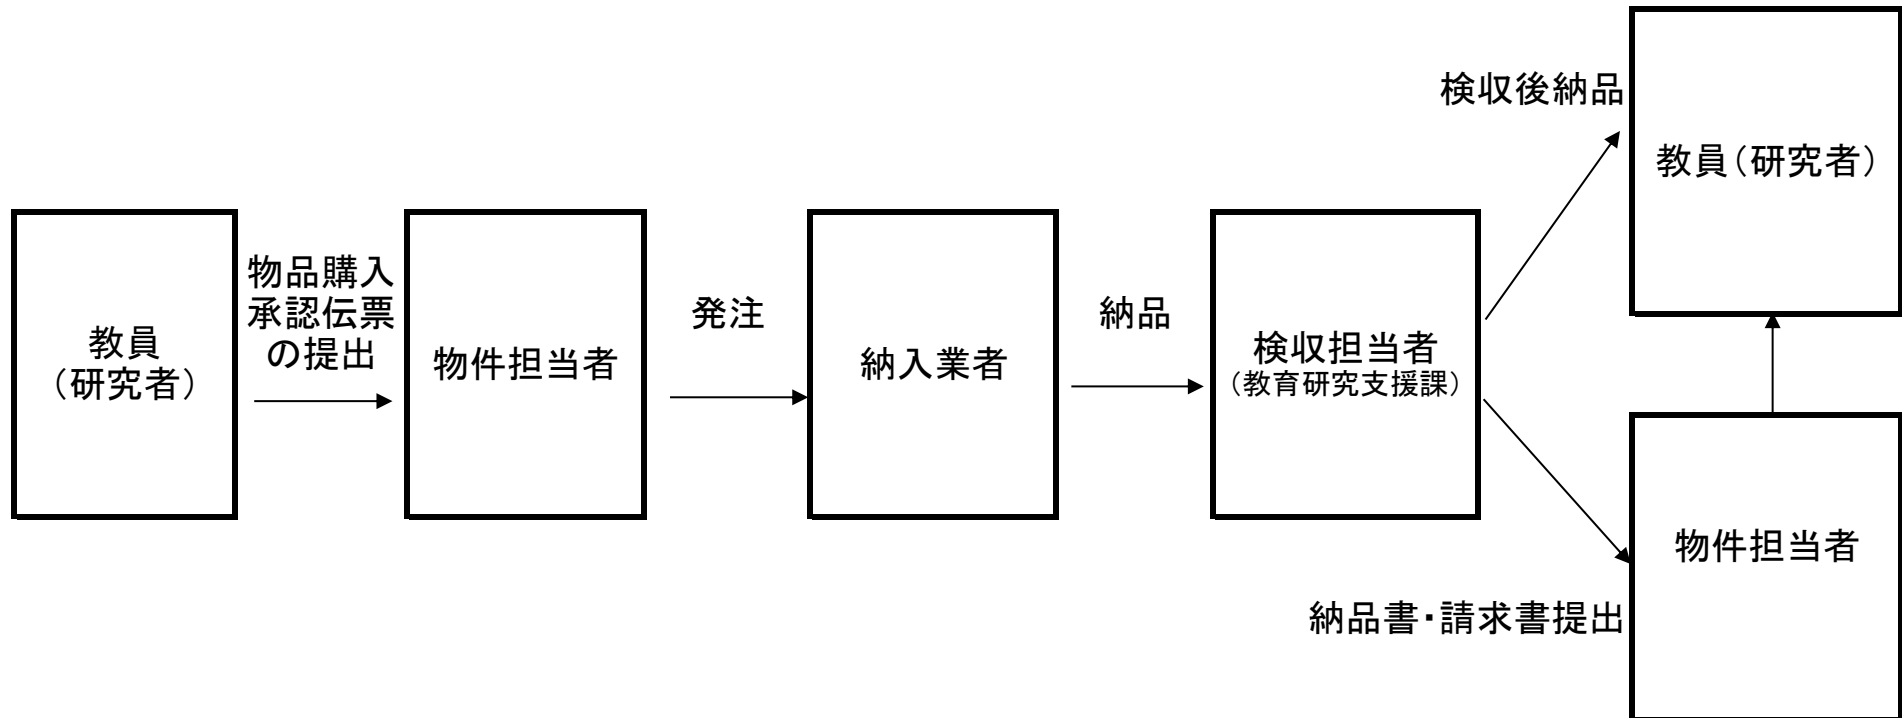 教員
（研究者）
物品購入
承認伝票
の提出
物件担当者
発注
納入業者
納品
検収担当者
（教育研究支援課）
検収後納品
教員（研究者）
納品書・請求書提出
物件担当者